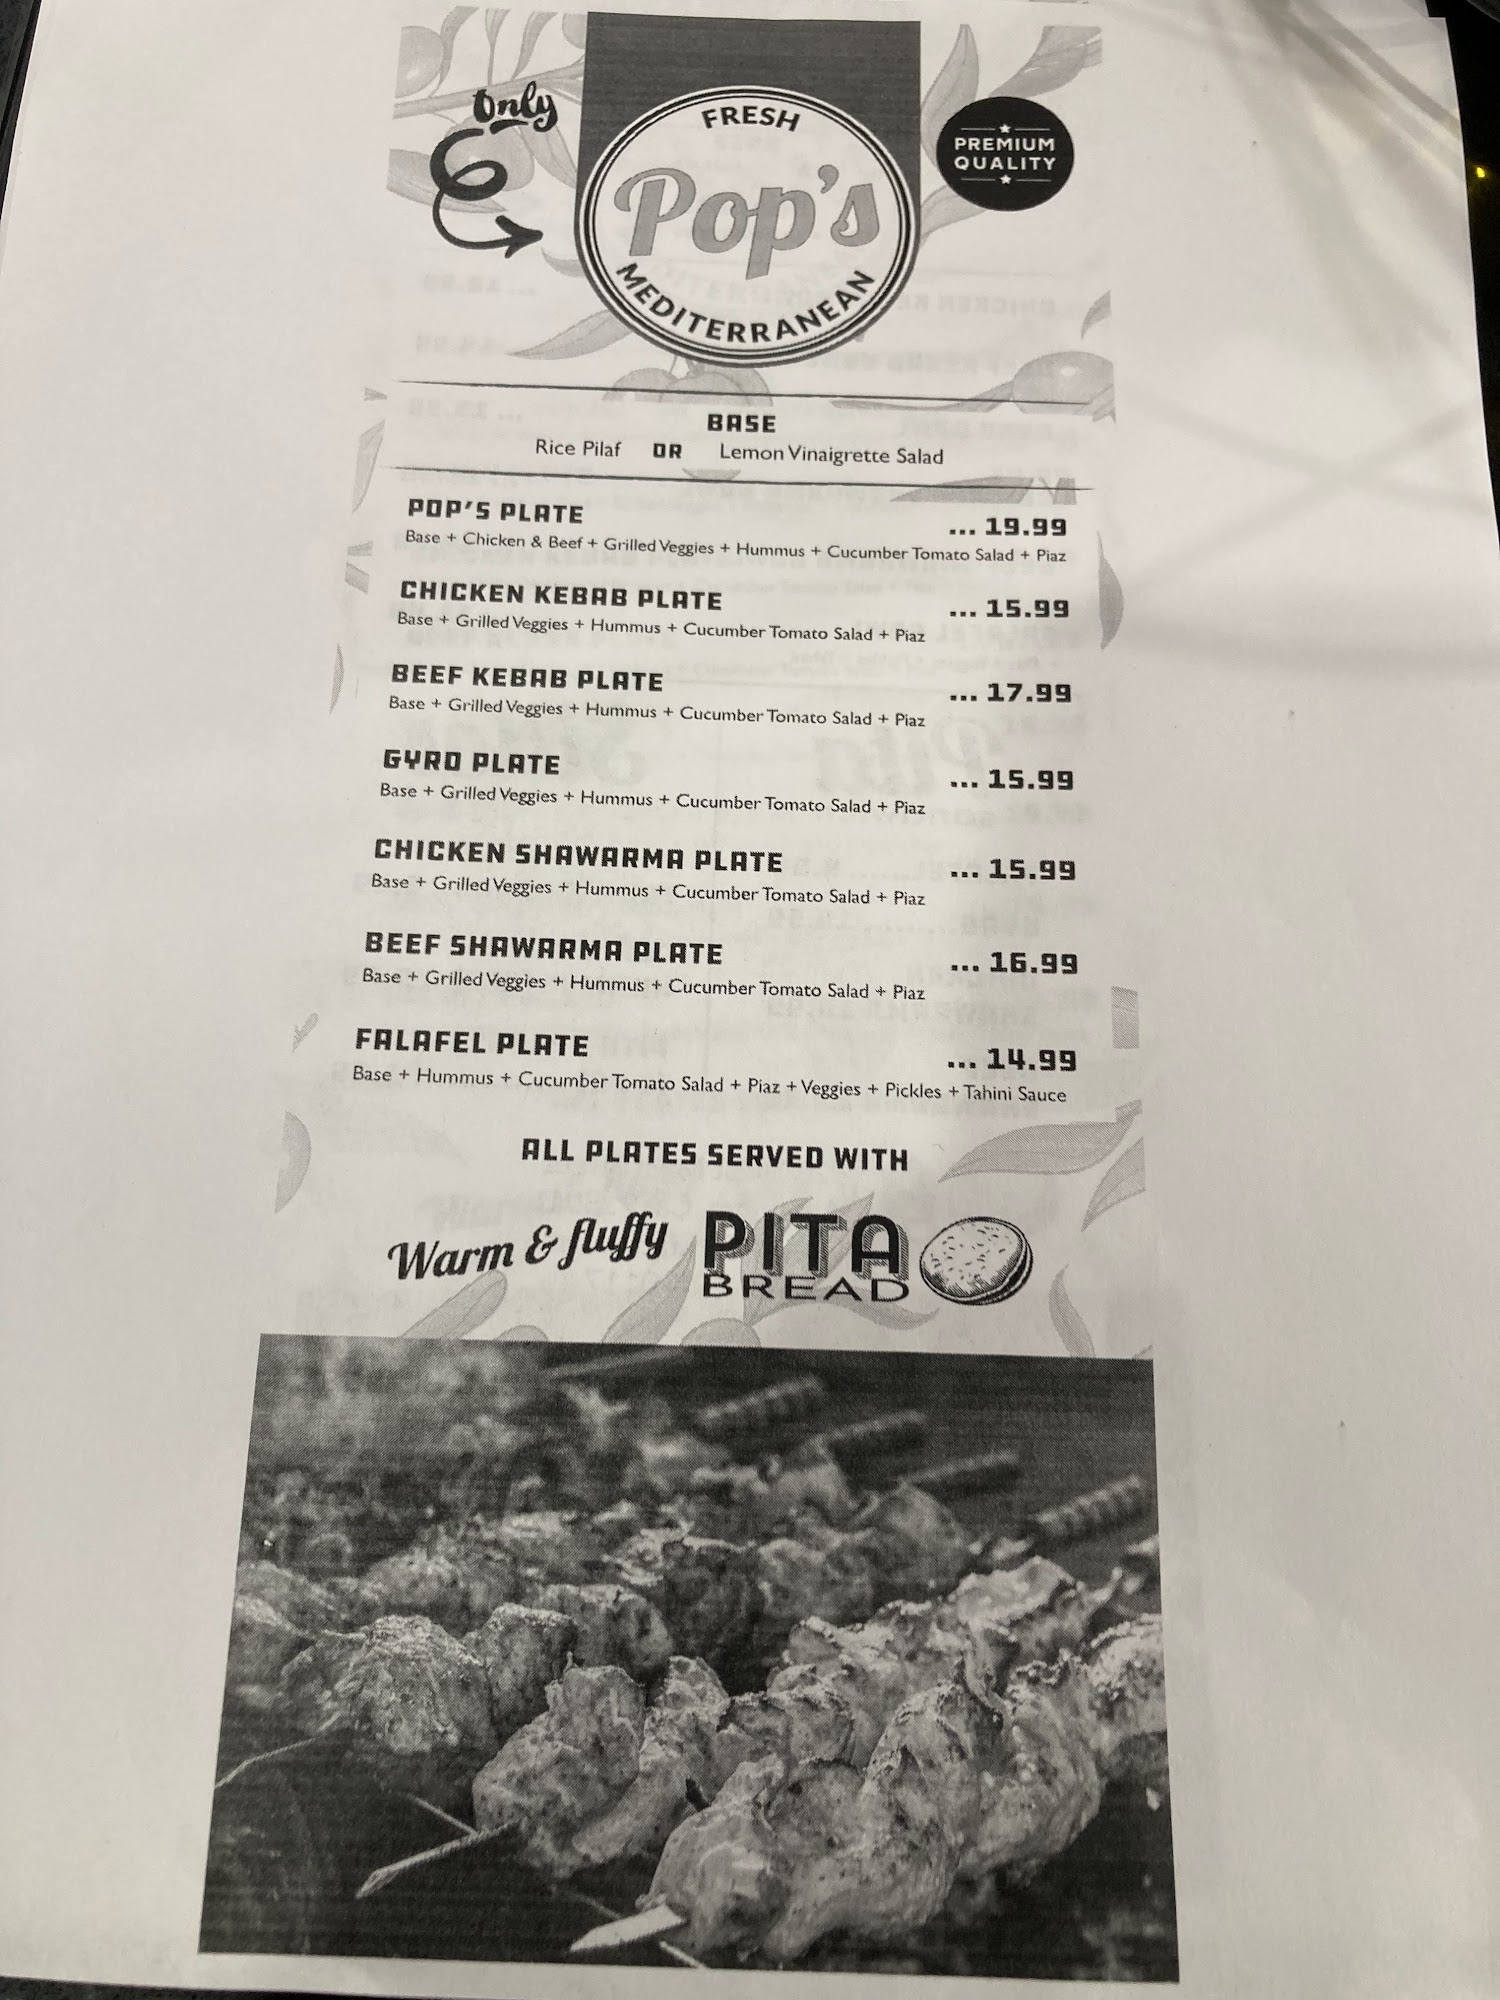 Only
FRESH
Pop's
MEDITERRANEAN
PREMIUM
QUALITY
BASE
Rice Pilaf OR Lemon Vinaigrette Salad
POP'S PLATE ... 19.99
Base + Chicken & Beef + Grilled Veggies + Hummus + Cucumber Tomato Salad + Piaz
CHICKEN KEBAB PLATE ... 15.99
Base + Grilled Veggies + Hummus + Cucumber Tomato Salad + Piaz
BEEF KEBAB PLATE ... 17.99
Base + Grilled Veggies + Hummus + Cucumber Tomato Salad + Piaz
GYRO PLATE ... 15.99
Base + Grilled Veggies + Hummus + Cucumber Tomato Salad + Piaz
CHICKEN SHAWARMA PLATE ... 15.99
Base + Grilled Veggies + Hummus + Cucumber Tomato Salad + Piaz
BEEF SHAWARMA PLATE ... 16.99
Base + Grilled Veggies + Hummus + Cucumber Tomato Salad + Piaz
FALAFEL PLATE ... 14.99
Base + Hummus + Cucumber Tomato Salad + Piaz + Veggies + Pickles + Tahini Sauce
ALL PLATES SERVED WITH
Warm & fluffy PITA
BREAD